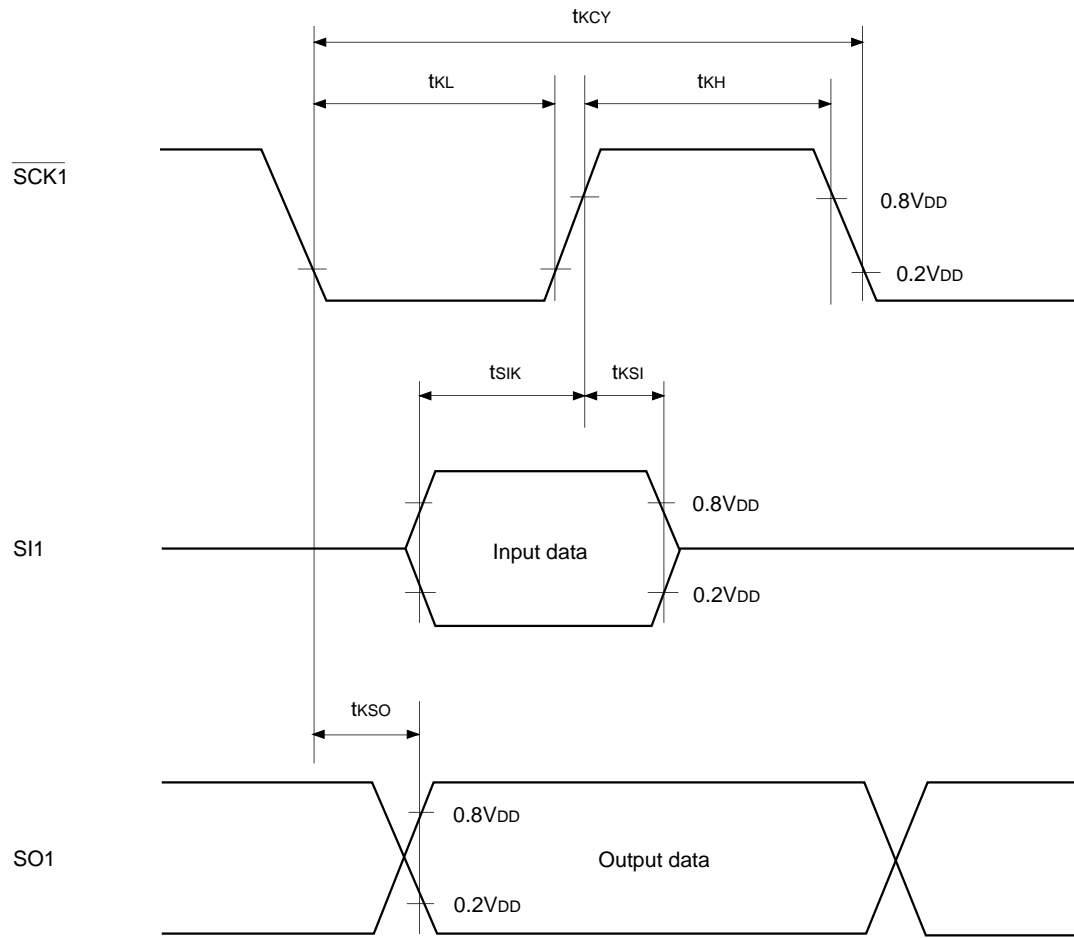 tKCY
tKL
tKH
SCK1
0.8VDD
0.2VDD
tSIK
tKSI
0.8VDD
SI1
Input data
0.2VDD
tKSO
0.8VDD
SO1
Output data
0.2VDD